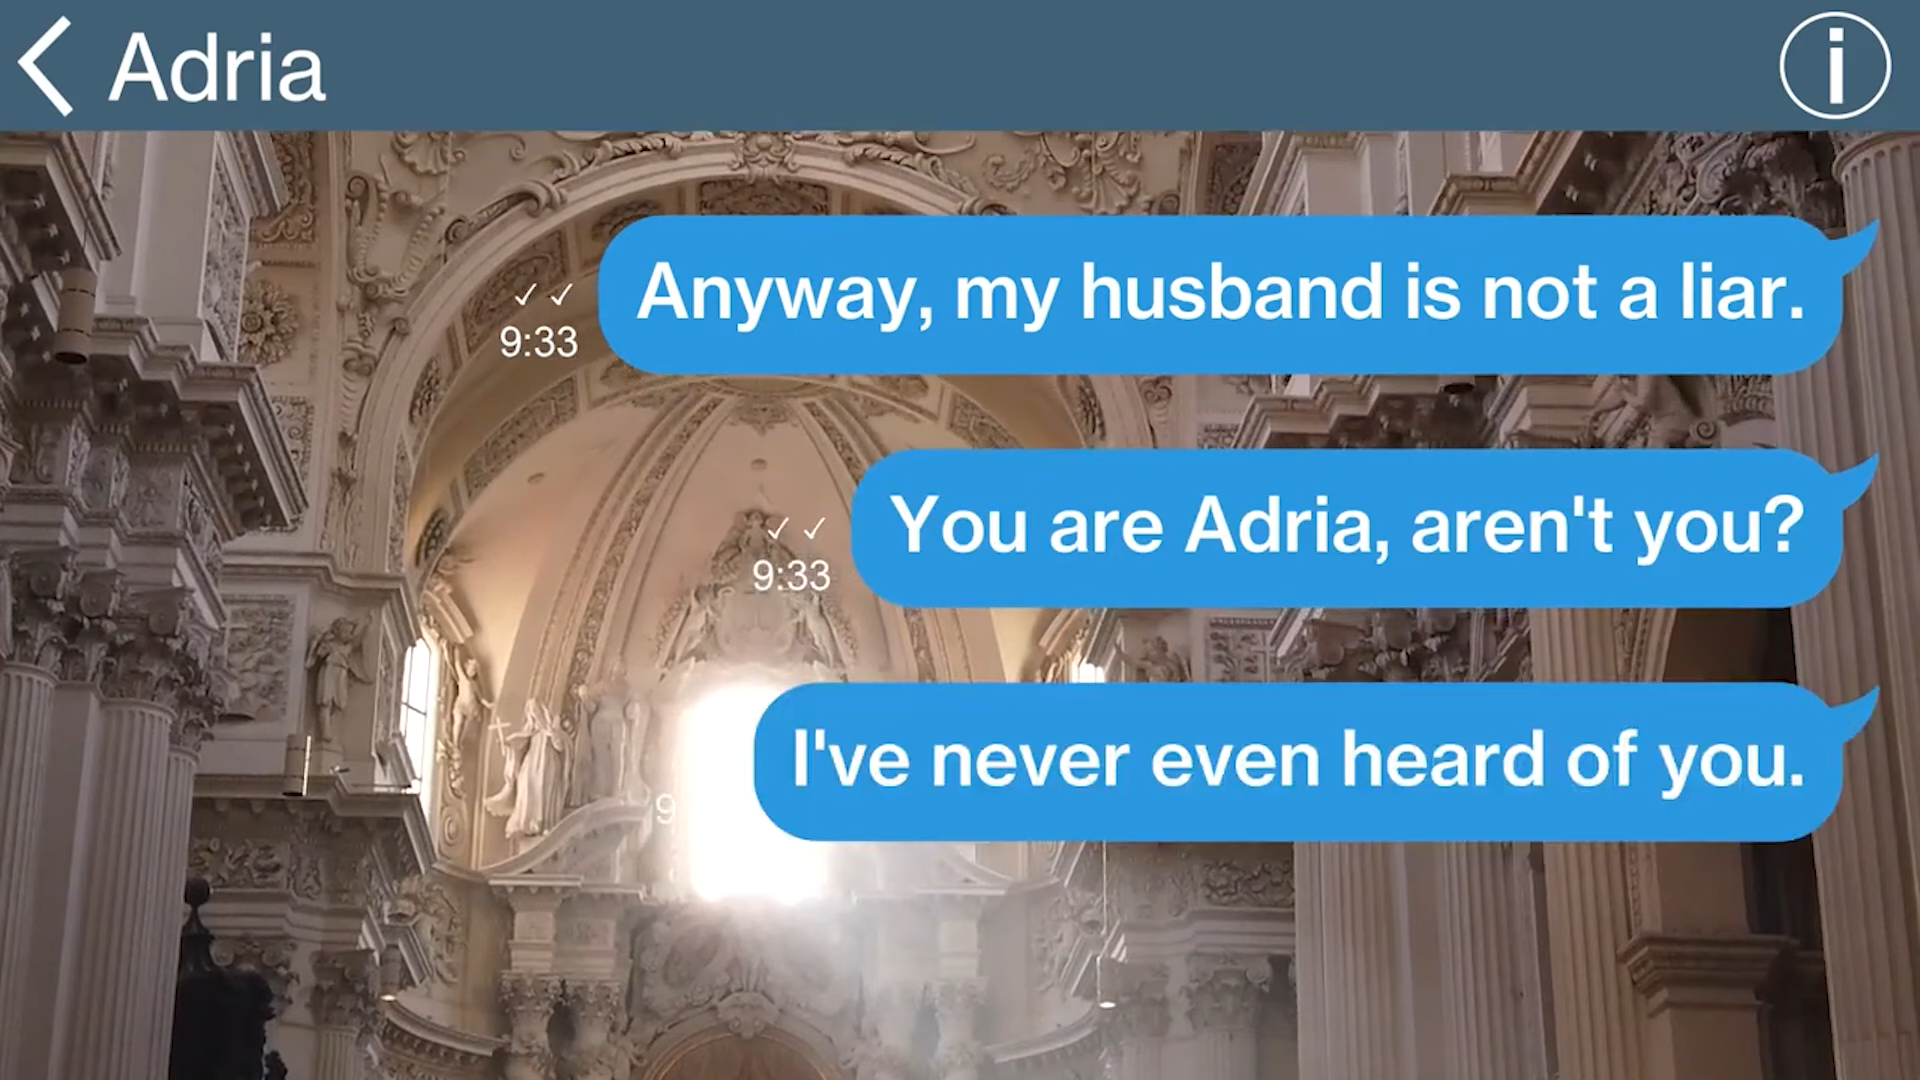 Adria
Anyway, my husband is not a liar.
9:33
You are Adria, aren't you?
9:33
I've never even heard of you.
9